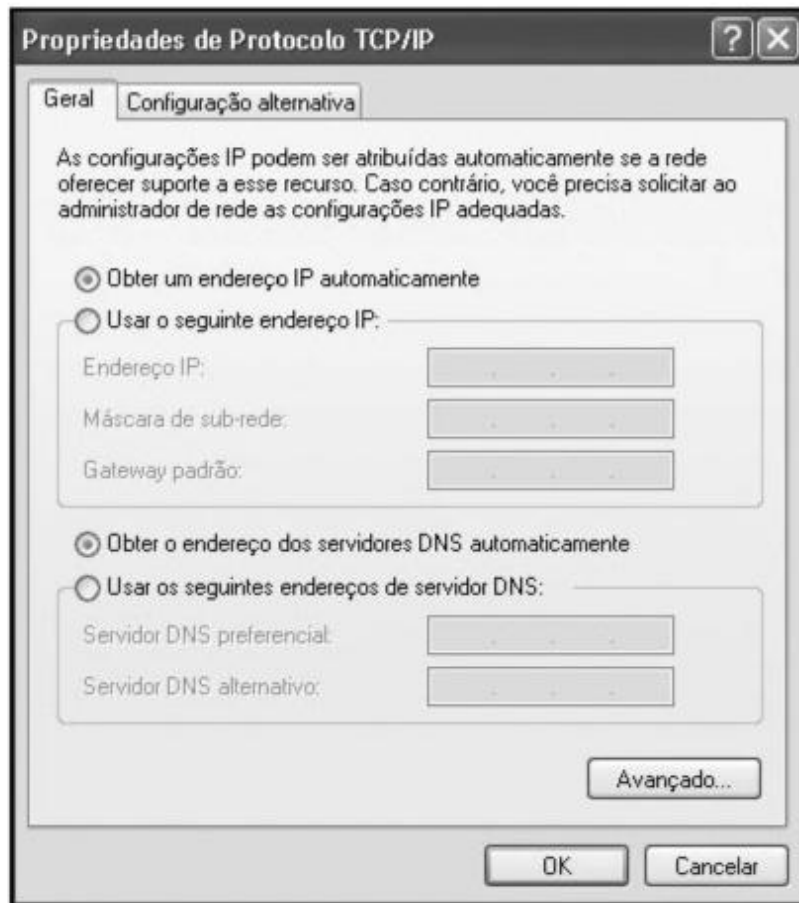 Propriedades de Protocolo TCP/IP
Geral
Configuração alternativa
As configurações IP podem ser atribuídas automaticamente se a rede
oferecer suporte a esse recurso. Caso contrário, você precisa solicitar ao
administrador de rede as configurações IP adequadas.
Obter um endereço IP automaticamente
Usar o seguinte endereço IP:
Endereço IP:
Máscara de sub-rede:
Gateway padrão:
Obter o endereço dos servidores DNS automaticamente
Usar os seguintes endereços de servidor DNS:
Servidor DNS preferencial:
Servidor DNS alternativo:
Avançado...
OK
Cancelar